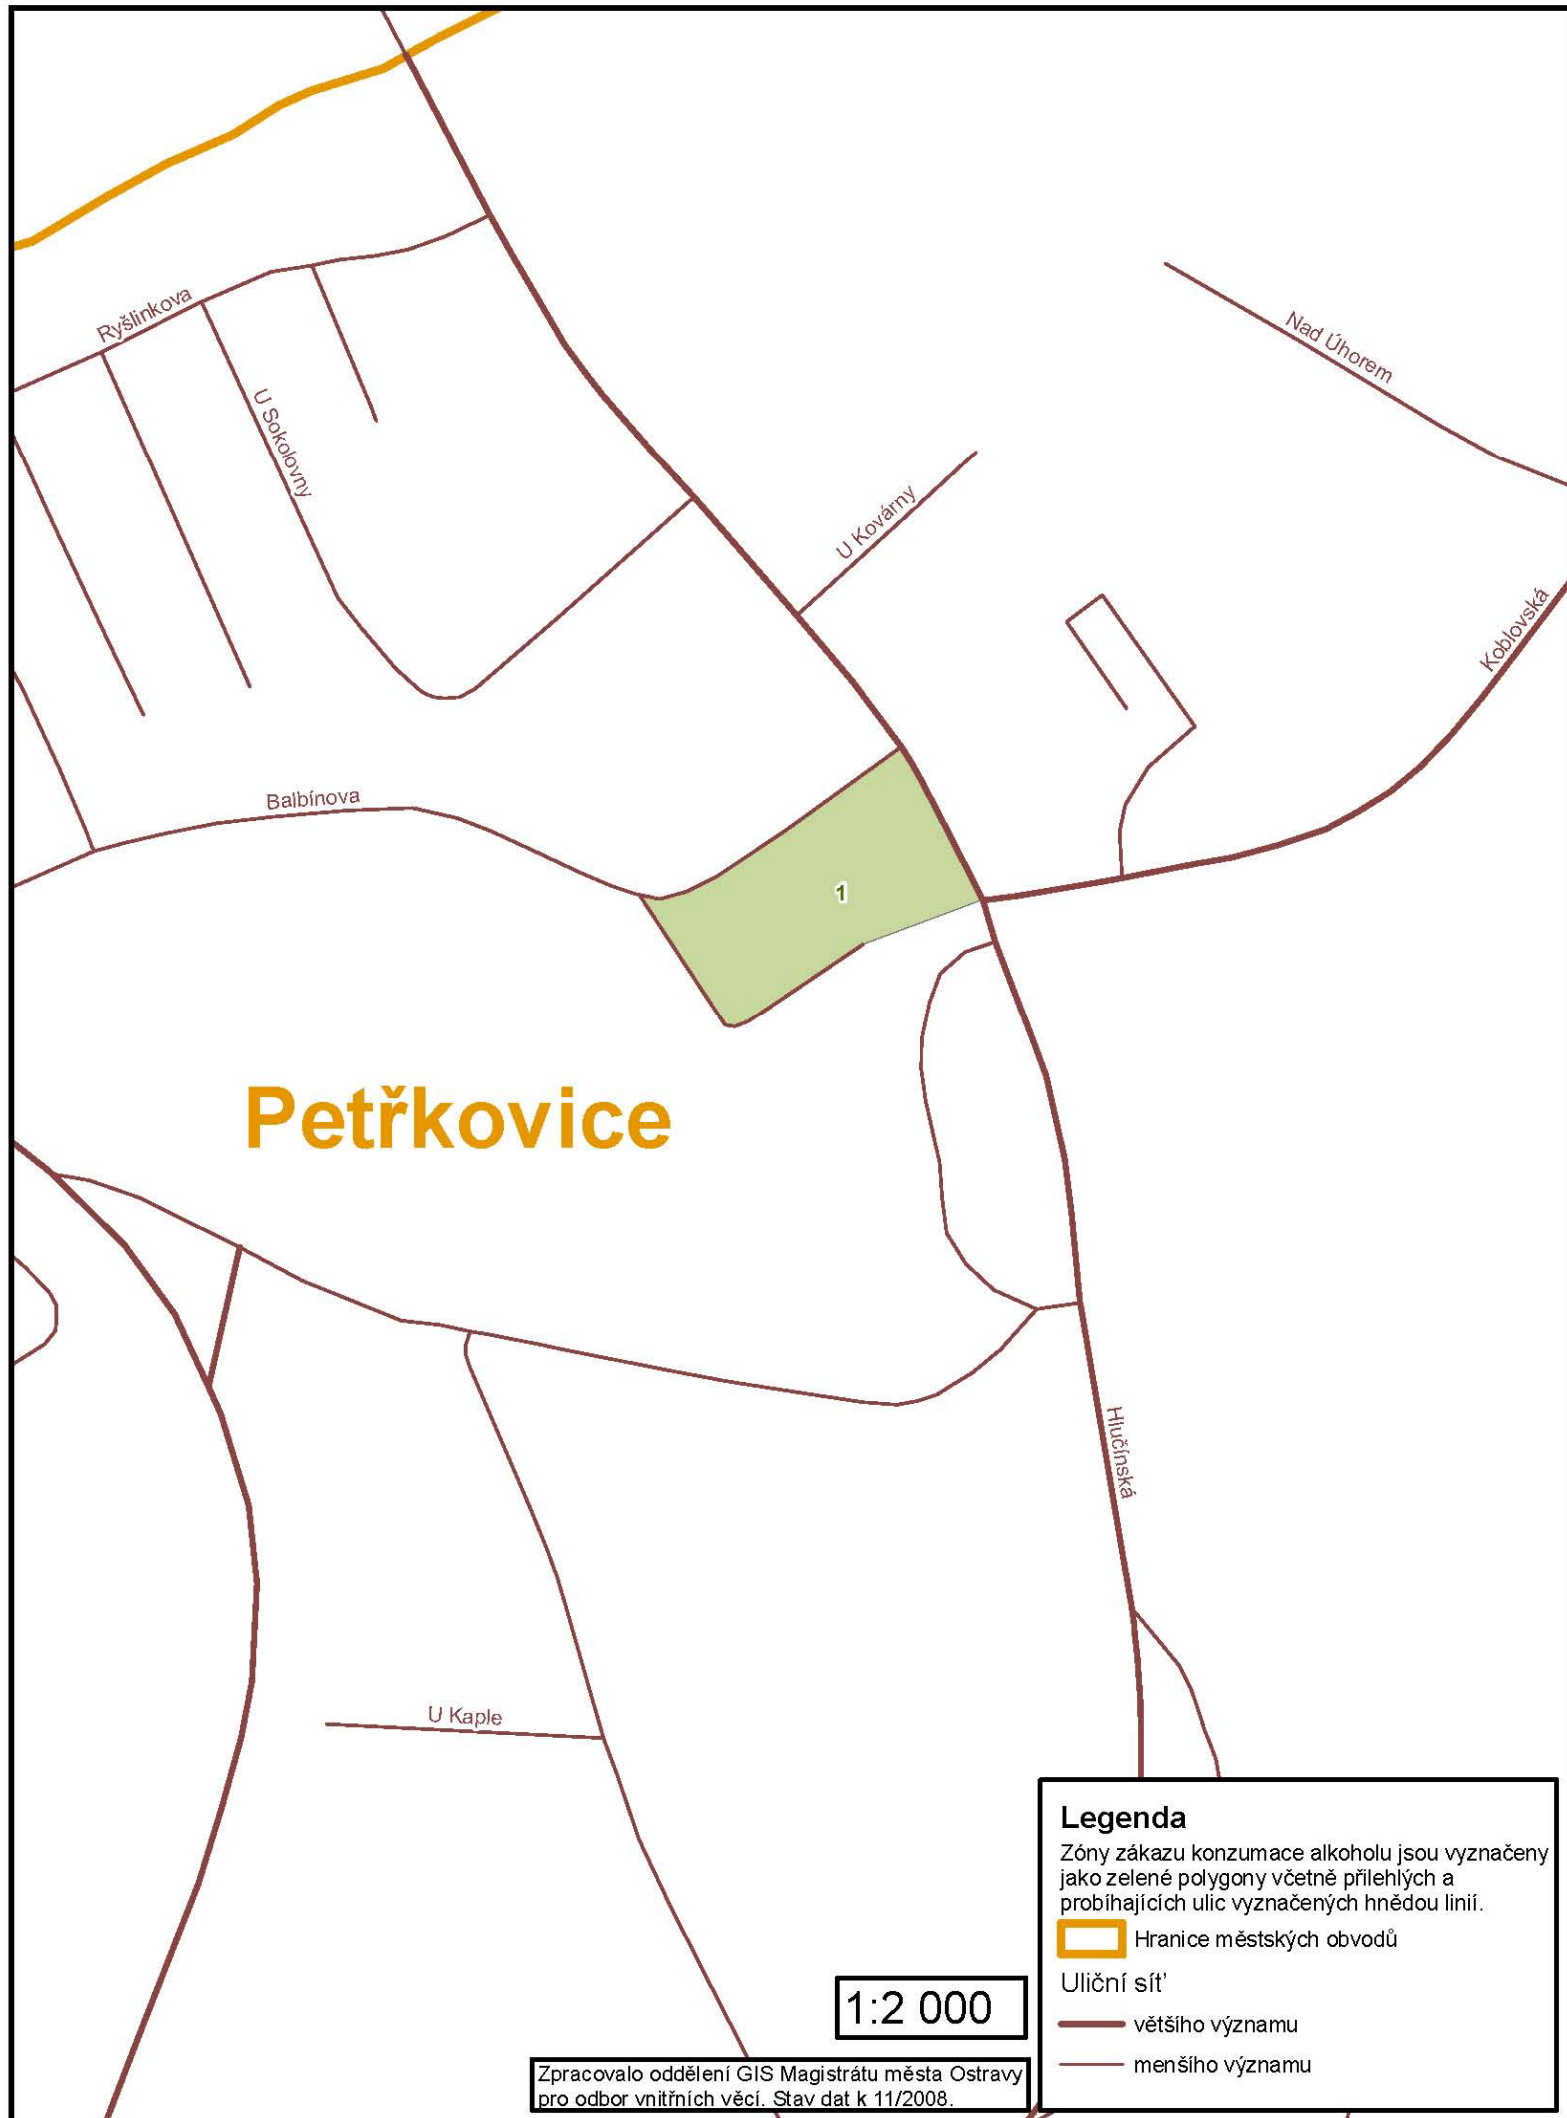 Ryšlinkova
U Sokolovny
Nad Úhorem
U Kovárny
Koblovská
Balbínova
1
Petřkovice
Hlučínská
U Kaple
Legenda
Zóny zákazu konzumace alkoholu jsou vyznačeny
jako zelené polygony včetně přilehlých a
probíhajících ulic vyznačených hnědou linií.
Hranice městských obvodů
Uliční síť
většího významu
menšího významu
1:2 000
Zpracovalo oddělení GIS Magistrátu města Ostravy
pro odbor vnitřních věcí. Stav dat k 11/2008.